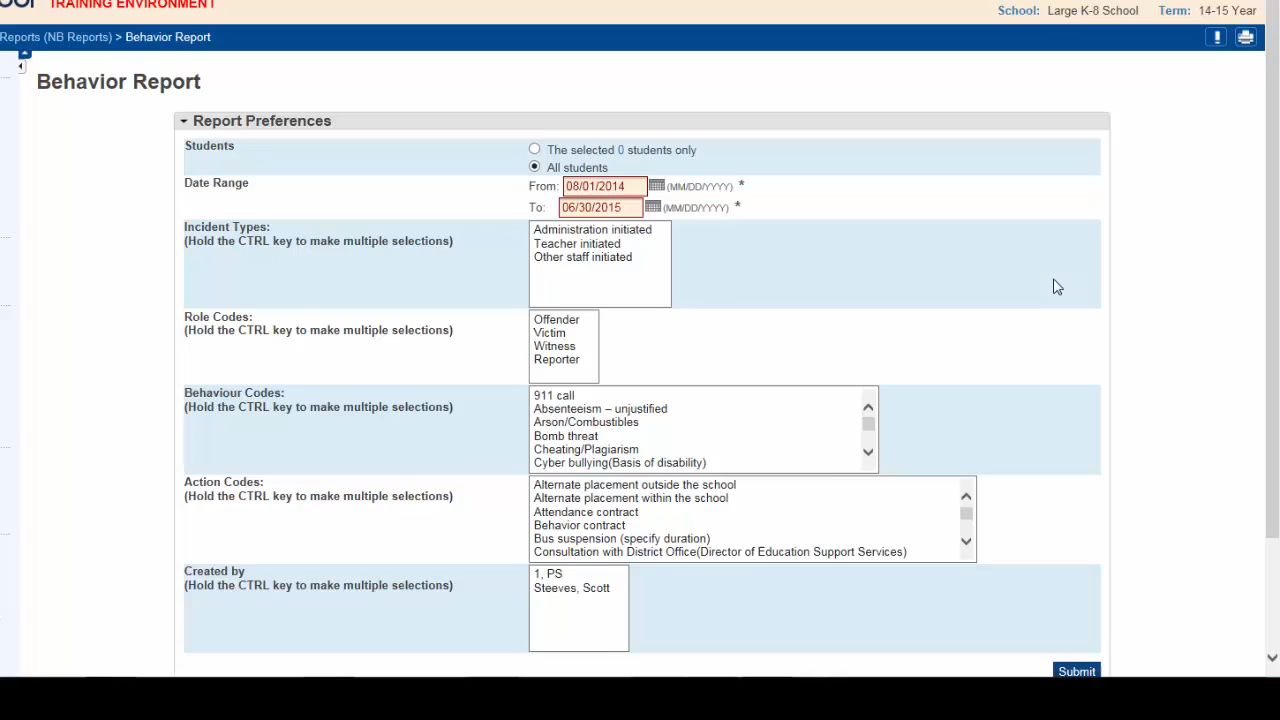 TRAINING ENVIRONMENT
School: Large K-8 School Term: 14-15 Year
Reports (NB Reports) > Behavior Report
Behavior Report
Report Preferences
Students
The selected 0 students only
All students
Date Range
From: 08/01/2014 (MM/DD/YYYY) *
To: 06/30/2015 (MM/DD/YYYY) *
Incident Types:
(Hold the CTRL key to make multiple selections)
Administration initiated
Teacher initiated
Other staff initiated
Role Codes:
(Hold the CTRL key to make multiple selections)
Offender
Victim
Witness
Reporter
Behaviour Codes:
(Hold the CTRL key to make multiple selections)
911 call
Absenteeism – unjustified
Arson/Combustibles
Bomb threat
Cheating/Plagiarism
Cyber bullying(Basis of disability)
Action Codes:
(Hold the CTRL key to make multiple selections)
Alternate placement outside the school
Alternate placement within the school
Attendance contract
Behavior contract
Bus suspension (specify duration)
Consultation with District Office(Director of Education Support Services)
Created by
(Hold the CTRL key to make multiple selections)
1, PS
Steeves, Scott
Submit